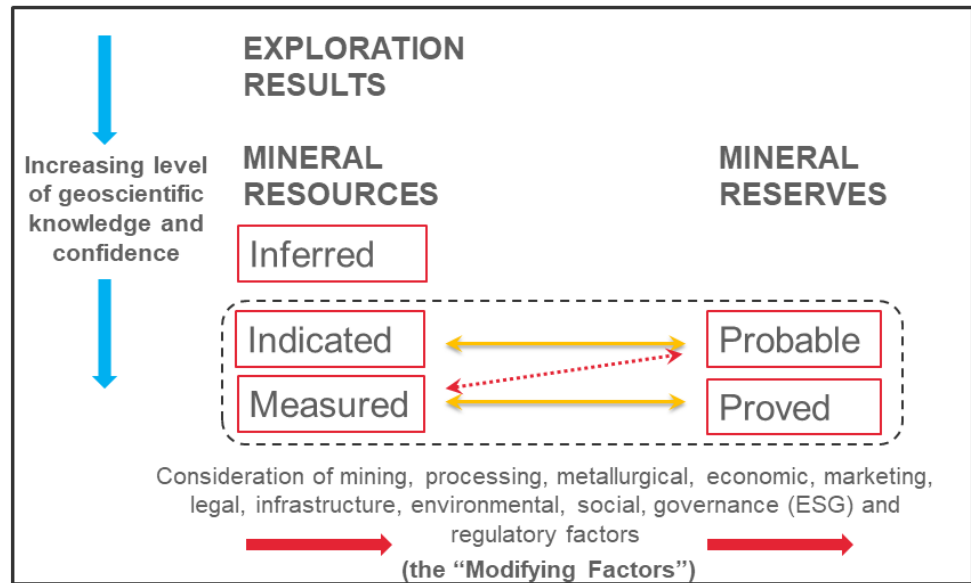 EXPLORATION
RESULTS
Increasing level
of geoscientific
knowledge and
confidence
MINERAL
RESOURCES
MINERAL
RESERVES
Inferred
Indicated
Probable
Measured
Proved
Consideration of mining, processing, metallurgical, economic, marketing,
legal, infrastructure, environmental, social, governance (ESG) and
regulatory factors
(the “Modifying Factors”)